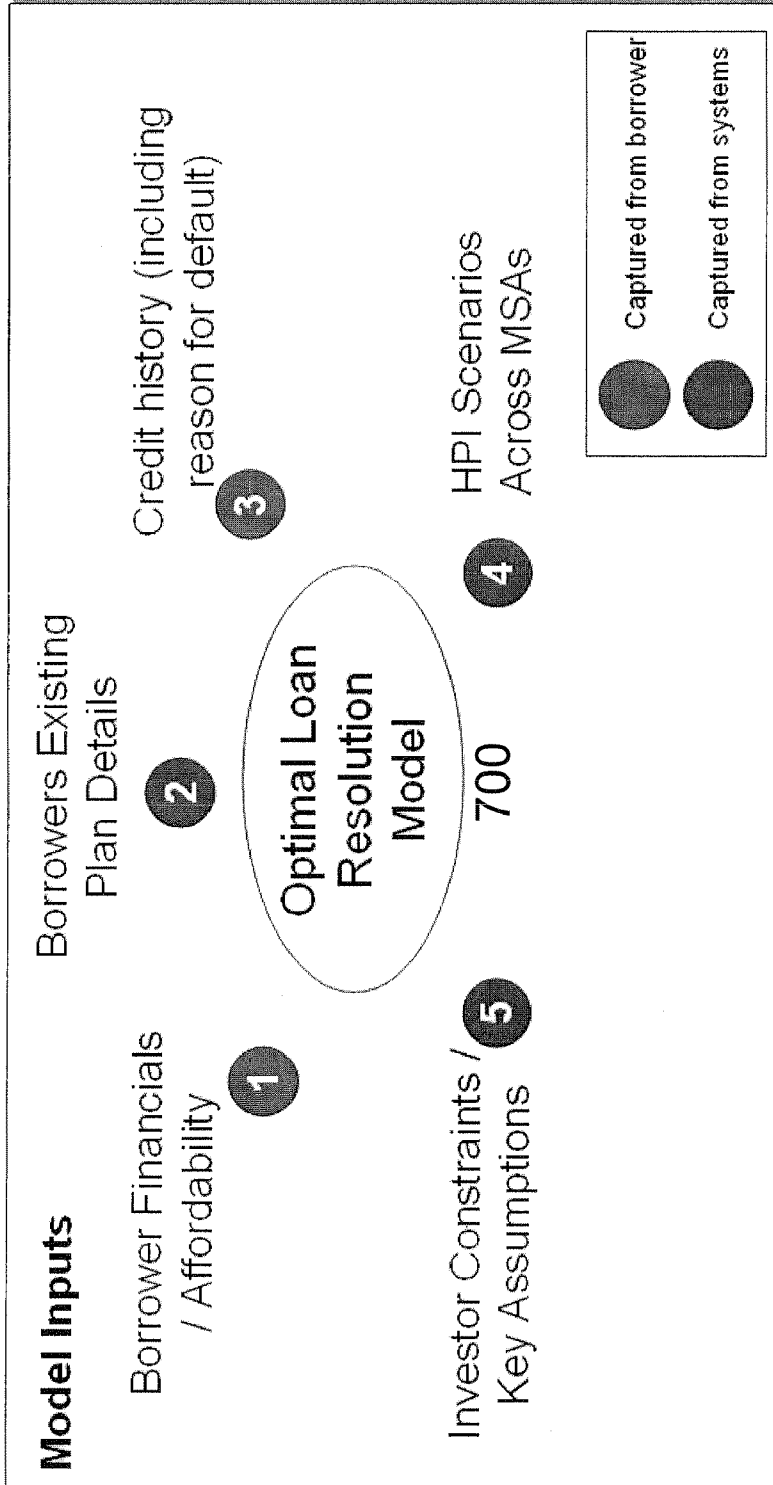 Model Inputs
Borrower Financials
/ Affordability
1
Borrowers Existing
Plan Details
2
Credit history (including
reason for default)
3
Optimal Loan
Resolution
Model
700
HPI Scenarios
Across MSAs
4
Investor Constraints /
Key Assumptions
5
Captured from borrower
Captured from systems